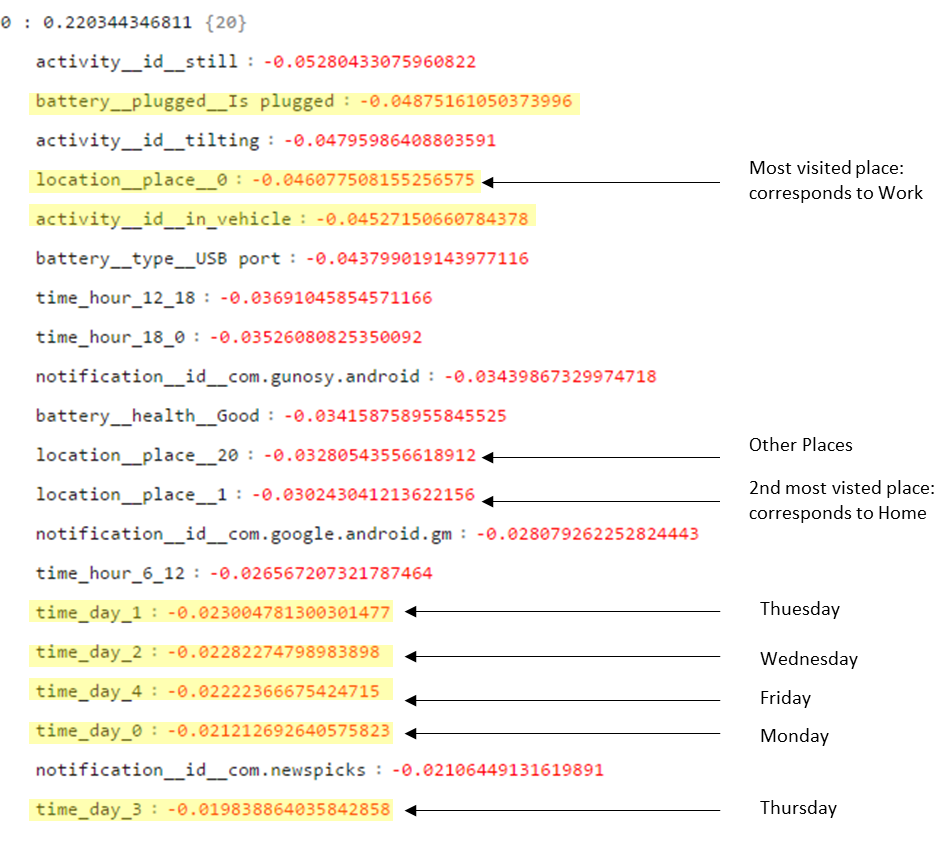 0 : 0.220344346811 {20}
activity__id__still : -0.05280433075960822
battery__plugged__Is plugged : -0.04875161050373996
activity__id__tilting : -0.04795986408803591
location__place__0 : -0.046077508155256575
Most visited place:
corresponds to Work
activity__id__in_vehicle : -0.04527150660784378
battery__type__USB port : -0.043799019143977116
time_hour_12_18 : -0.03691045854571166
time_hour_18_0 : -0.03526080825350092
notification__id__com.gunosy.android : -0.03439867329974718
battery__health__Good : -0.034158758955845525
location__place__20 : -0.03280543556618912
Other Places
location__place__1 : -0.030243041213622156
2nd most visted place:
corresponds to Home
notification__id__com.google.android.gm : -0.028079262252824443
time_hour_6_12 : -0.026567207321787464
time_day_1 : -0.023004781300301477
Thuesday
time_day_2 : -0.02282274798983898
Wednesday
time_day_4 : -0.02222366675424715
Friday
time_day_0 : -0.021212692640575823
Monday
notification__id__com.newspicks : -0.02106449131619891
time_day_3 : -0.019838864035842858
Thursday